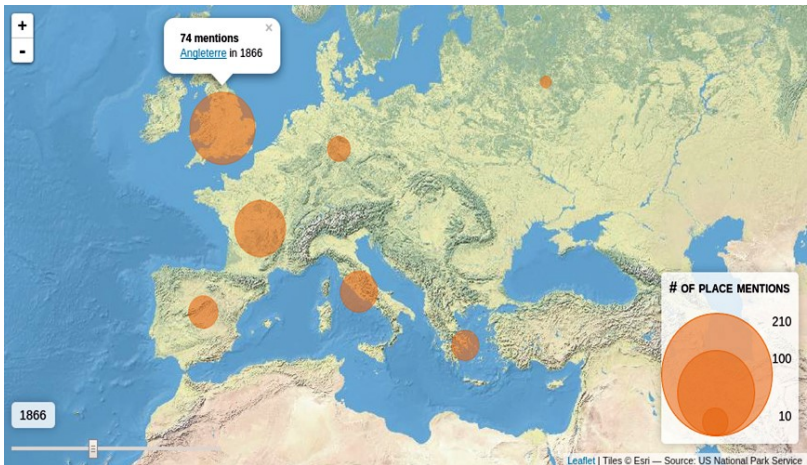 +
-
×
74 mentions
Angleterre in 1866
# OF PLACE MENTIONS
210
100
10
1866
Leaflet | Tiles © Esri — Source: US National Park Service